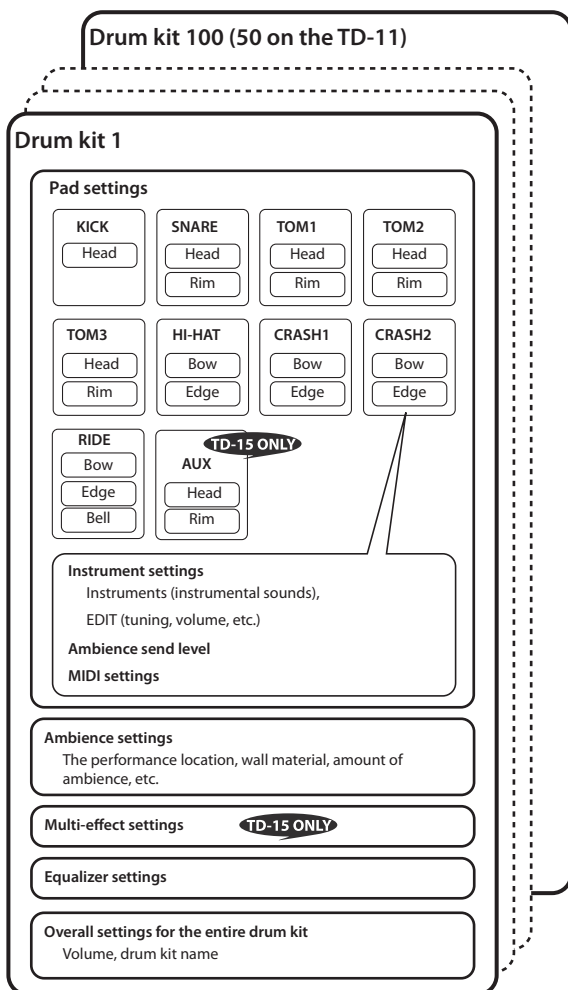 Drum kit 100 (50 on the TD-11)
Drum kit 1
Pad settings
KICK
Head
SNARE
Head
Rim
TOM1
Head
Rim
TOM2
Head
Rim
TOM3
Head
Rim
HI-HAT
Bow
Edge
CRASH1
Bow
Edge
CRASH2
Bow
Edge
RIDE
Bow
Edge
Bell
TD-15 ONLY
AUX
Head
Rim
Instrument settings
Instruments (instrumental sounds),
EDIT (tuning, volume, etc.)
Ambience send level
MIDI settings
Ambience settings
The performance location, wall material, amount of
ambience, etc.
Multi-effect settings TD-15 ONLY
Equalizer settings
Overall settings for the entire drum kit
Volume, drum kit name